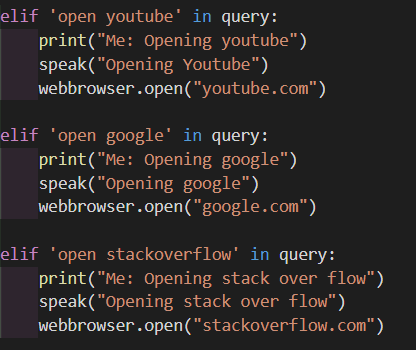 elif 'open youtube' in query:
    print("Me: Opening youtube")
    speak("Opening Youtube")
    webbrowser.open("youtube.com")

elif 'open google' in query:
    print("Me: Opening google")
    speak("Opening google")
    webbrowser.open("google.com")

elif 'open stackoverflow' in query:
    print("Me: Opening stack over flow")
    speak("Opening stack over flow")
    webbrowser.open("stackoverflow.com")